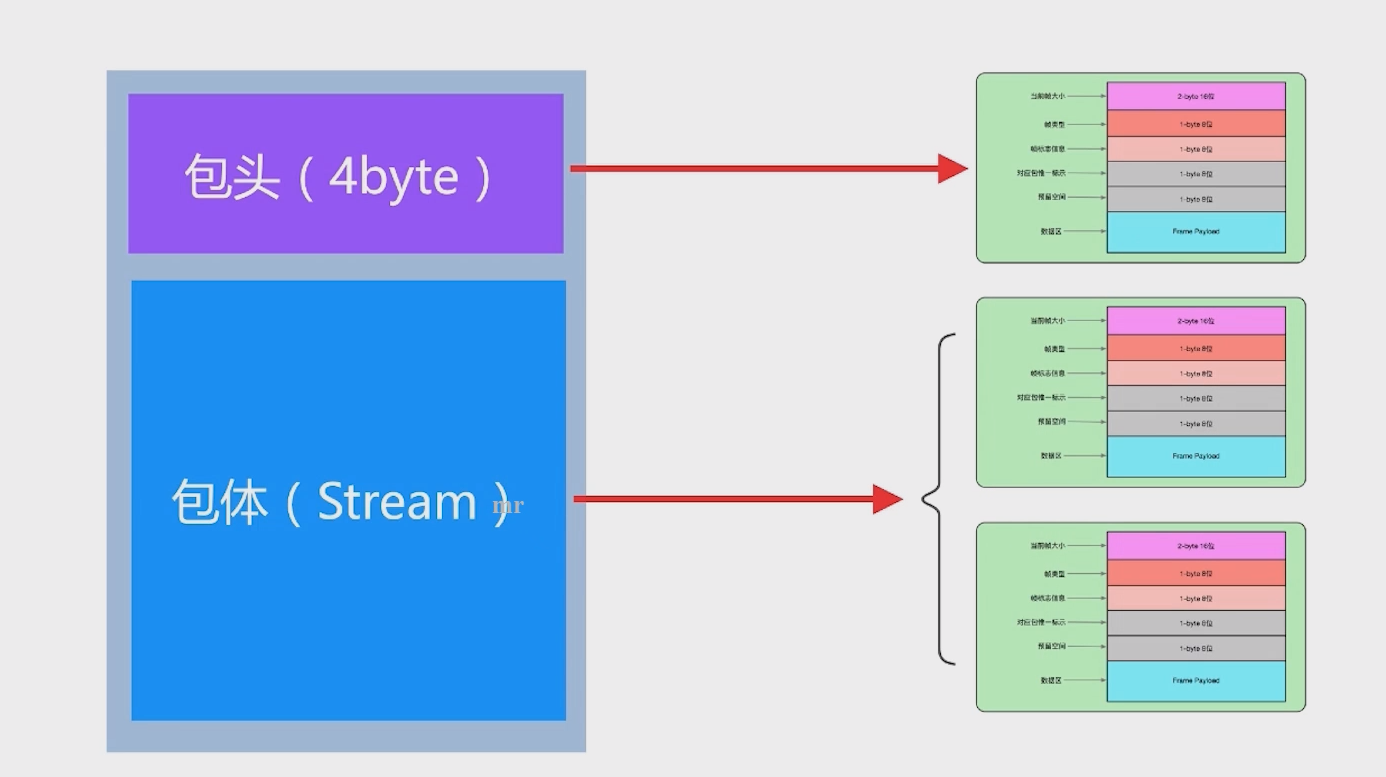 包头（4byte）
包体（Stream）
mr
当前帧大小
2-byte 16位
帧类型
1-byte 8位
帧标志信息
1-byte 8位
对应包惟一标示
1-byte 8位
预留空间
1-byte 8位
数据区
Frame Payload
当前帧大小
2-byte 16位
帧类型
1-byte 8位
帧标志信息
1-byte 8位
对应包惟一标示
1-byte 8位
预留空间
1-byte 8位
数据区
Frame Payload
当前帧大小
2-byte 16位
帧类型
1-byte 8位
帧标志信息
1-byte 8位
对应包惟一标示
1-byte 8位
预留空间
1-byte 8位
数据区
Frame Payload